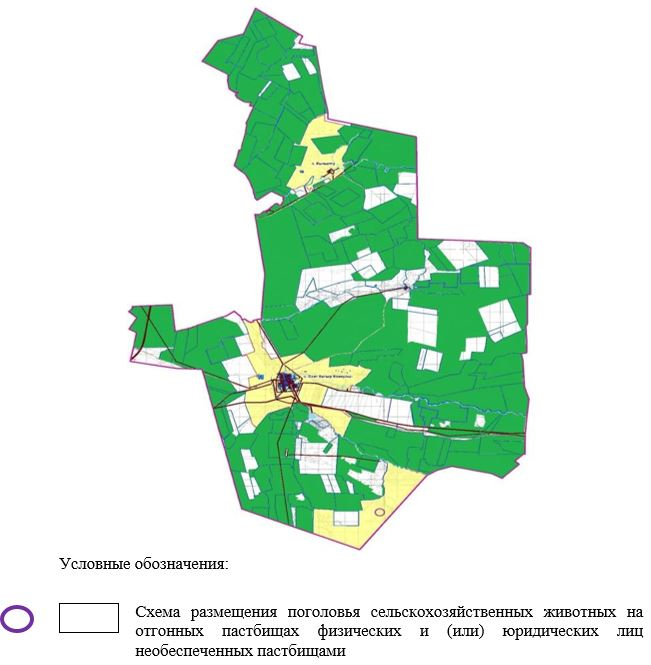 Условные обозначения:
Схема размещения поголовья сельскохозяйственных животных на
отгонных пастбищах физических и (или) юридических лиц
необеспеченных пастбищами